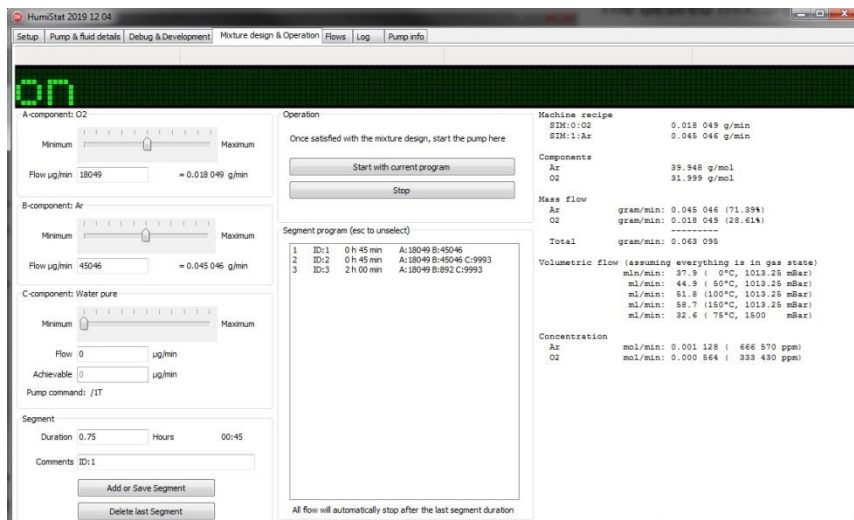 HumiStat 2019 12 04
Setup Pump & fluid details Debug & Development Mixture design & Operation Flows Log Pump info
on
A-component: O2
Minimum Maximum
Flow µg/min 18049 = 0.018 049 g/min
B-component: Ar
Minimum Maximum
Flow µg/min 45046 = 0.045 046 g/min
C-component: Water pure
Minimum Maximum
Flow 0 µg/min
Achievable 0 µg/min
Pump command: /1T
Segment
Duration 0.75 Hours 00:45
Comments ID:1
Add or Save Segment
Delete last Segment
Operation
Once satisfied with the mixture design, start the pump here
Start with current program
Stop
Segment program (esc to unselect)
1 ID:1 0 h 45 min A:18049 B:45046
2 ID:2 0 h 45 min A:18049 B:45046 C:9993
3 ID:3 2 h 00 min A:18049 B:892 C:9993
All flow will automatically stop after the last segment duration
Machine recipe
SIM:0:O2 0.018 049 g/min
SIM:1:Ar 0.045 046 g/min
Components
Ar 39.948 g/mol
O2 31.999 g/mol
Mass flow
Ar gram/min: 0.045 046 (71.39%)
O2 gram/min: 0.018 049 (28.61%)
---------
Total gram/min: 0.063 095
Volumetric flow (assuming everything is in gas state)
mln/min: 37.9 ( 0°C, 1013.25 mBar)
ml/min: 44.9 ( 50°C, 1013.25 mBar)
ml/min: 51.8 (100°C, 1013.25 mBar)
ml/min: 58.7 (150°C, 1013.25 mBar)
ml/min: 32.6 ( 75°C, 1500 mBar)
Concentration
Ar mol/min: 0.001 128 ( 666 570 ppm)
O2 mol/min: 0.000 564 ( 333 430 ppm)